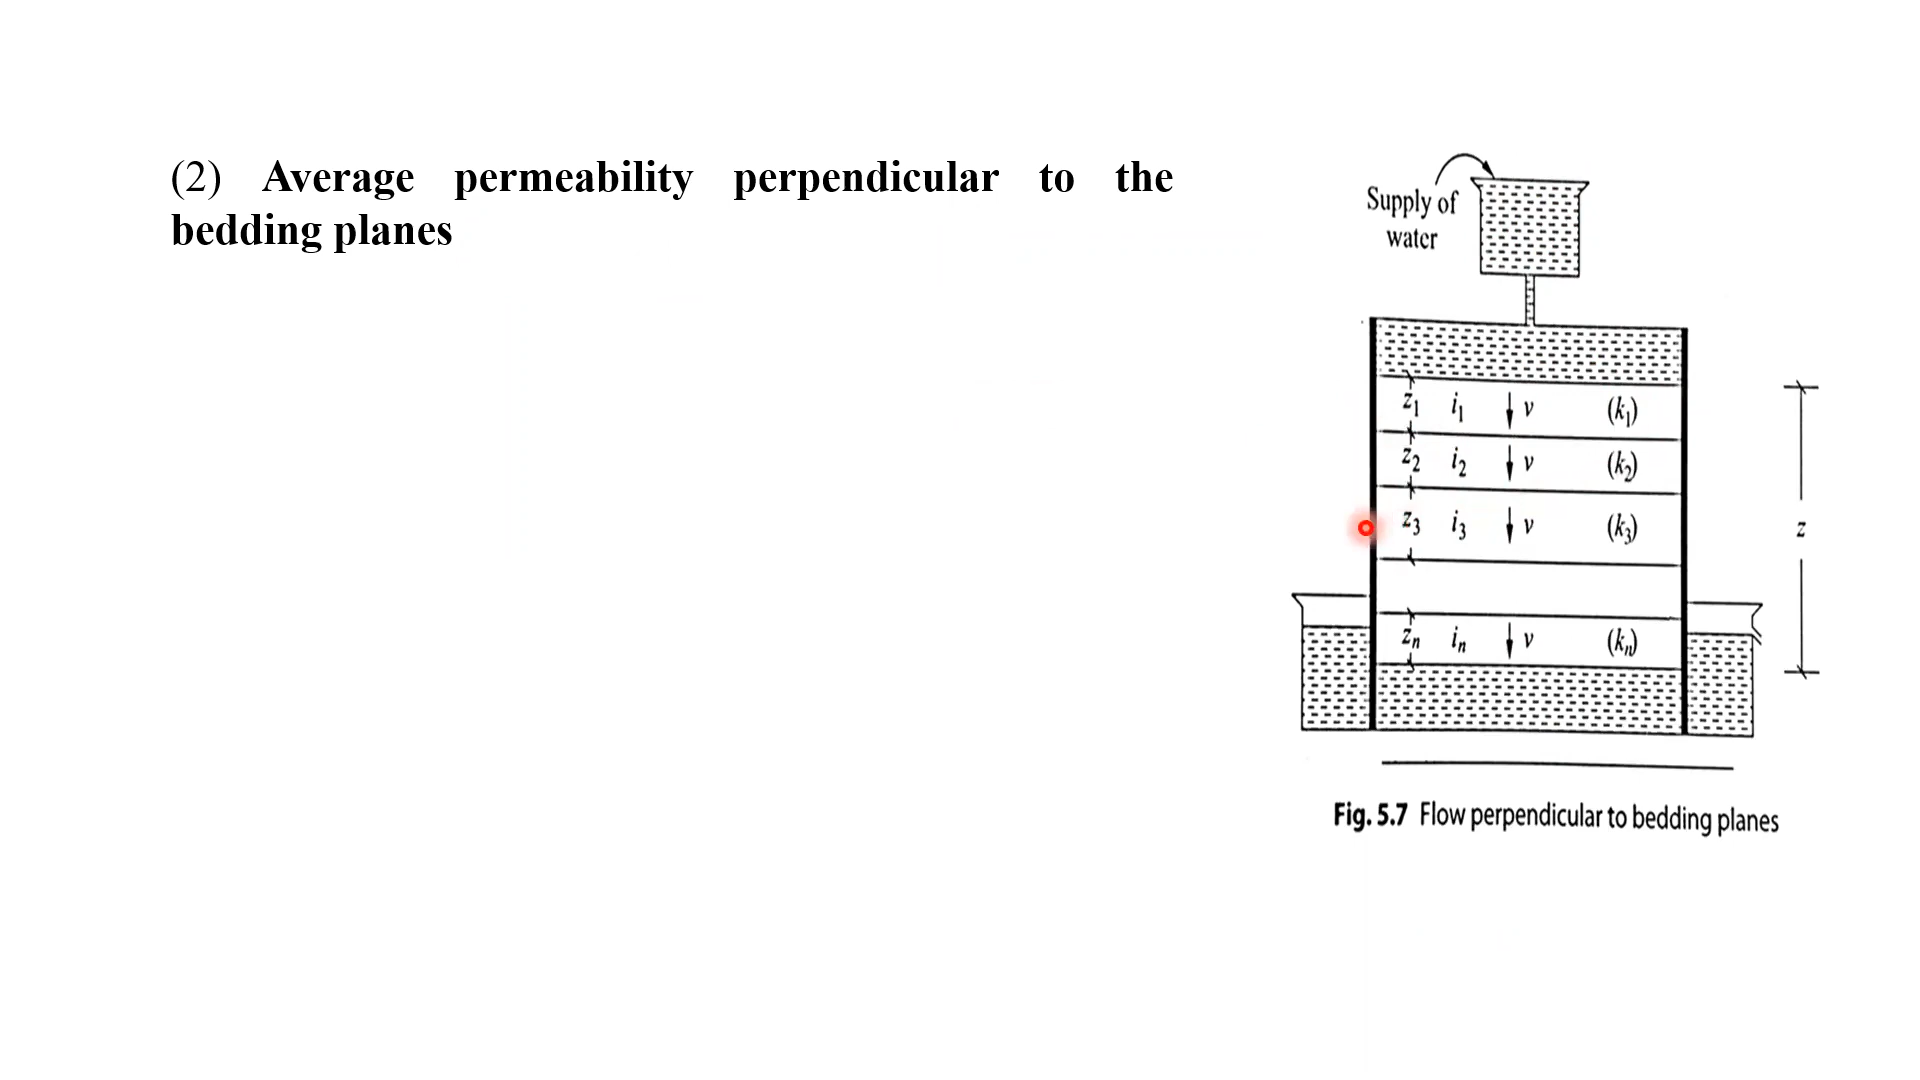 (2) Average permeability perpendicular to the
bedding planes
Supply of
water
z₁ i₁ v (k₁)
z₂ i₂ v (k₂)
z₃ i₃ v (k₃)
z
zₙ iₙ v (kₙ)
Fig. 5.7 Flow perpendicular to bedding planes